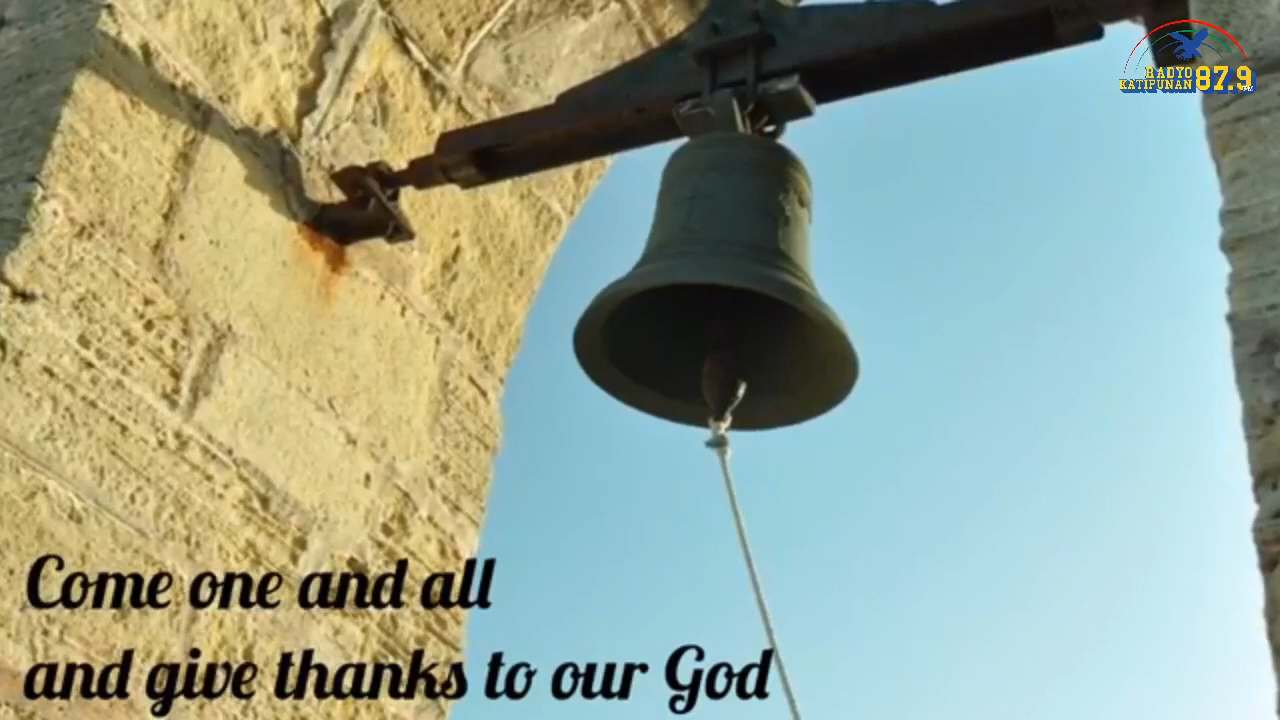 RADYO
KATIPUNAN 87.9
Come one and all
and give thanks to our God